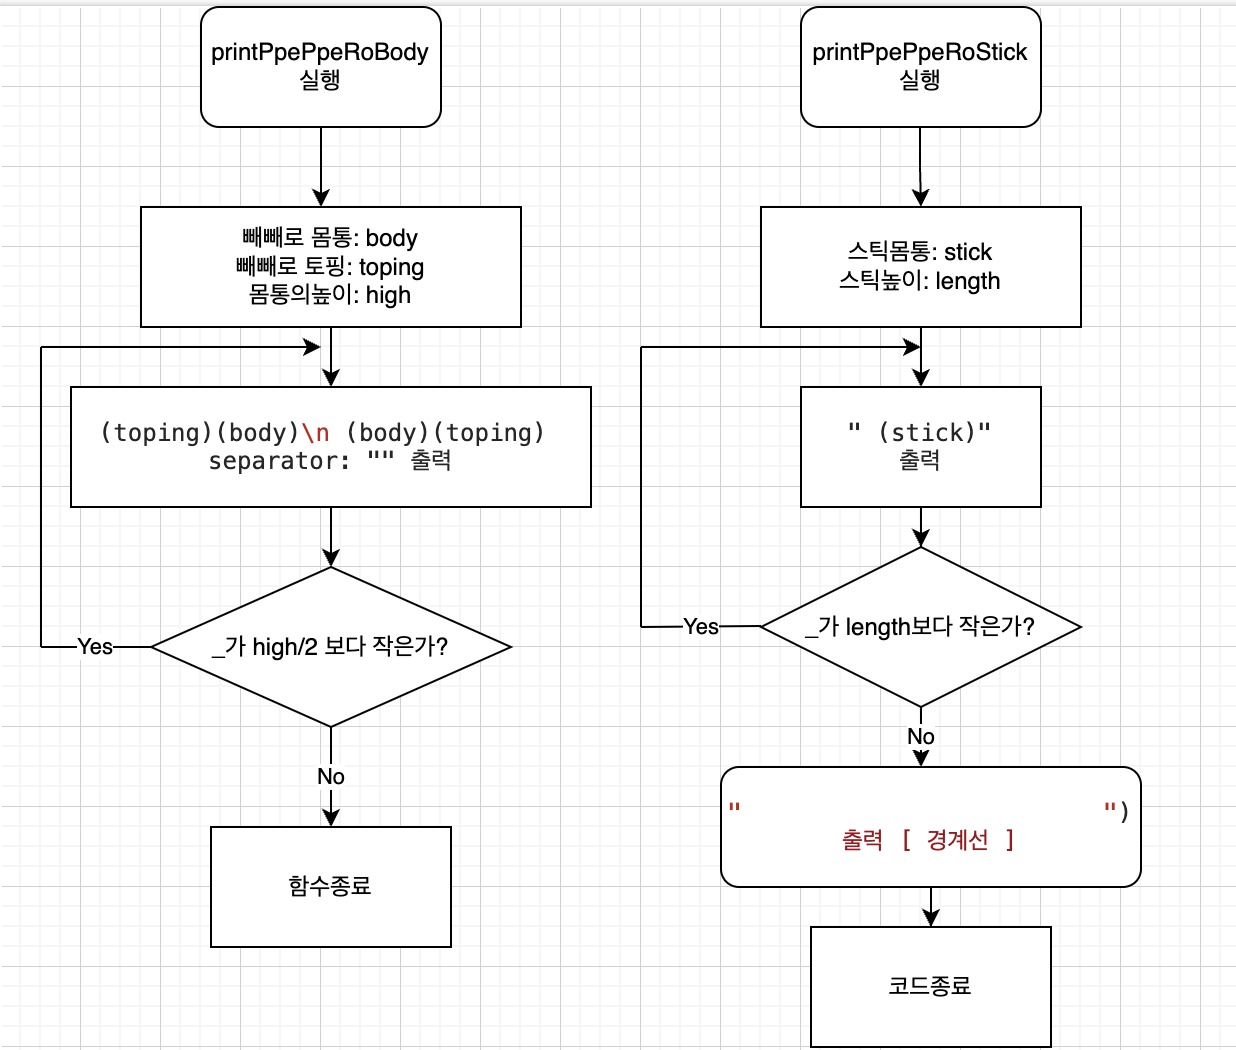 printPpePpeRoBody
실행
빼빼로 몸통: body
빼빼로 토핑: toping
몸통의높이: high
(toping)(body)\n (body)(toping)
separator: "" 출력
_가 high/2 보다 작은가?
Yes
No
함수종료
printPpePpeRoStick
실행
스틱몸통: stick
스틱높이: length
" (stick)"
출력
_가 length보다 작은가?
Yes
No
" ")
출력 [ 경계선 ]
코드종료